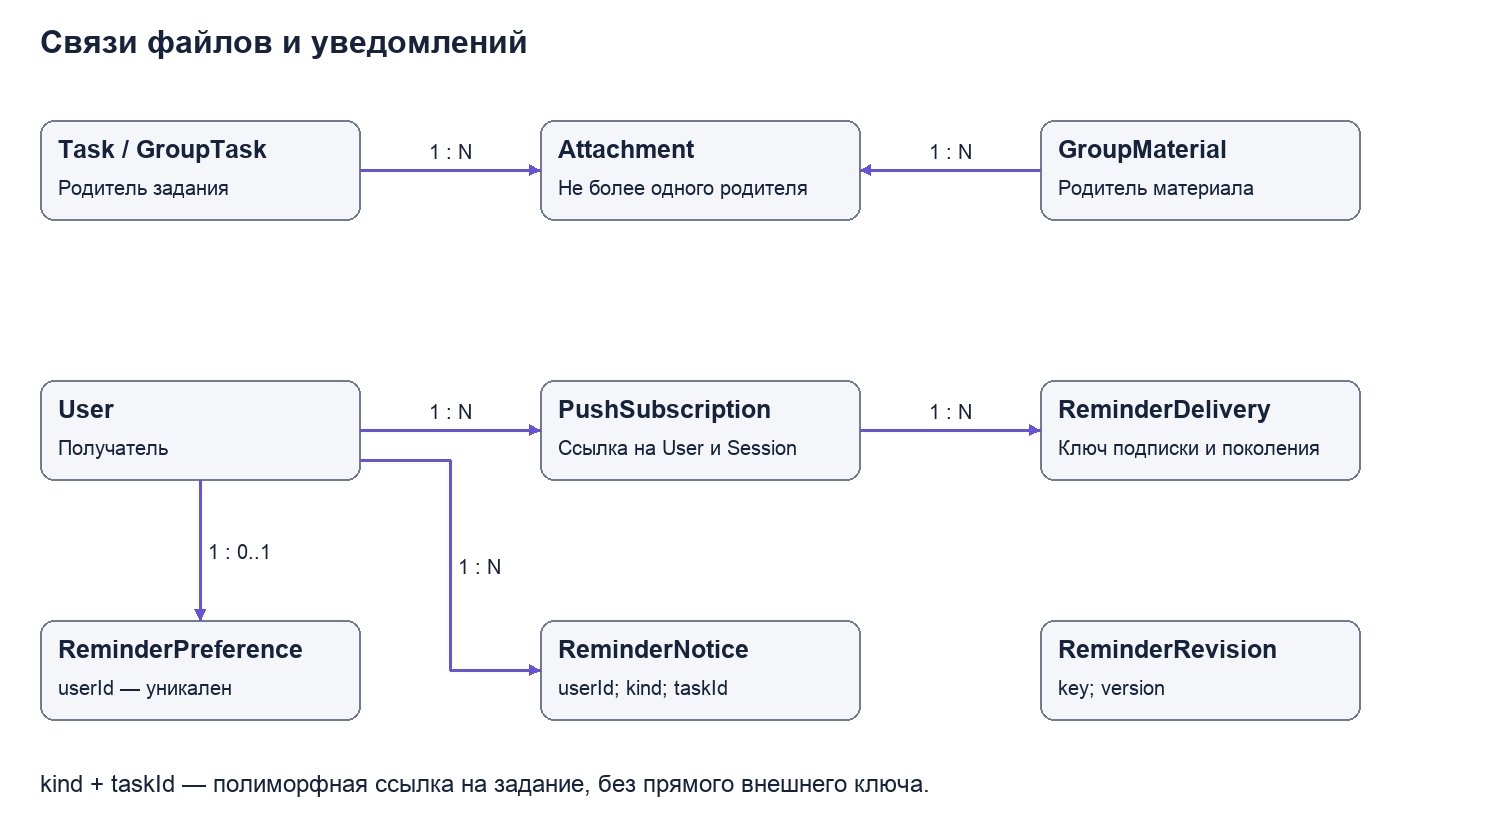 Связи файлов и уведомлений
Task / GroupTask
Родитель задания
1 : N
Attachment
Не более одного родителя
1 : N
GroupMaterial
Родитель материала
User
Получатель
1 : N
PushSubscription
Ссылка на User и Session
1 : N
ReminderDelivery
Ключ подписки и поколения
1 : 0..1
1 : N
ReminderPreference
userId — уникален
ReminderNotice
userId; kind; taskId
ReminderRevision
key; version
kind + taskId — полиморфная ссылка на задание, без прямого внешнего ключа.